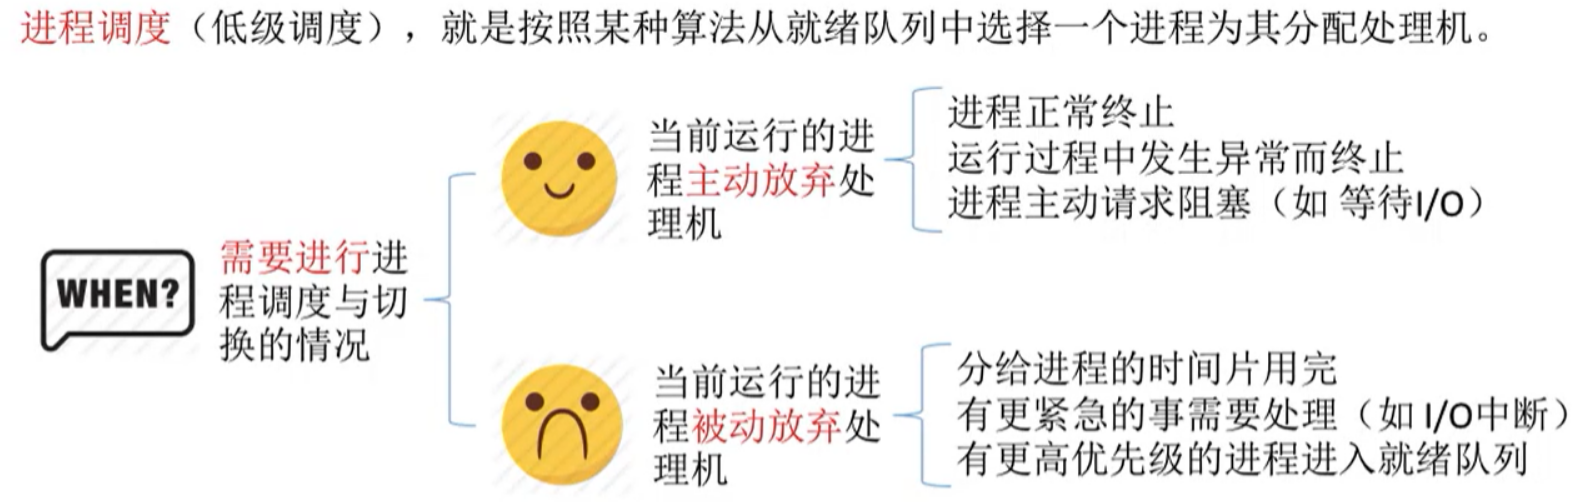 进程调度（低级调度），就是按照某种算法从就绪队列中选择一个进程为其分配处理机。
WHEN?
需要进行进
程调度与切
换的情况
当前运行的进
程主动放弃处
理机
进程正常终止
运行过程中发生异常而终止
进程主动请求阻塞（如 等待I/O）
当前运行的进
程被动放弃处
理机
分给进程的时间片用完
有更紧急的事需要处理（如 I/O中断）
有更高优先级的进程进入就绪队列